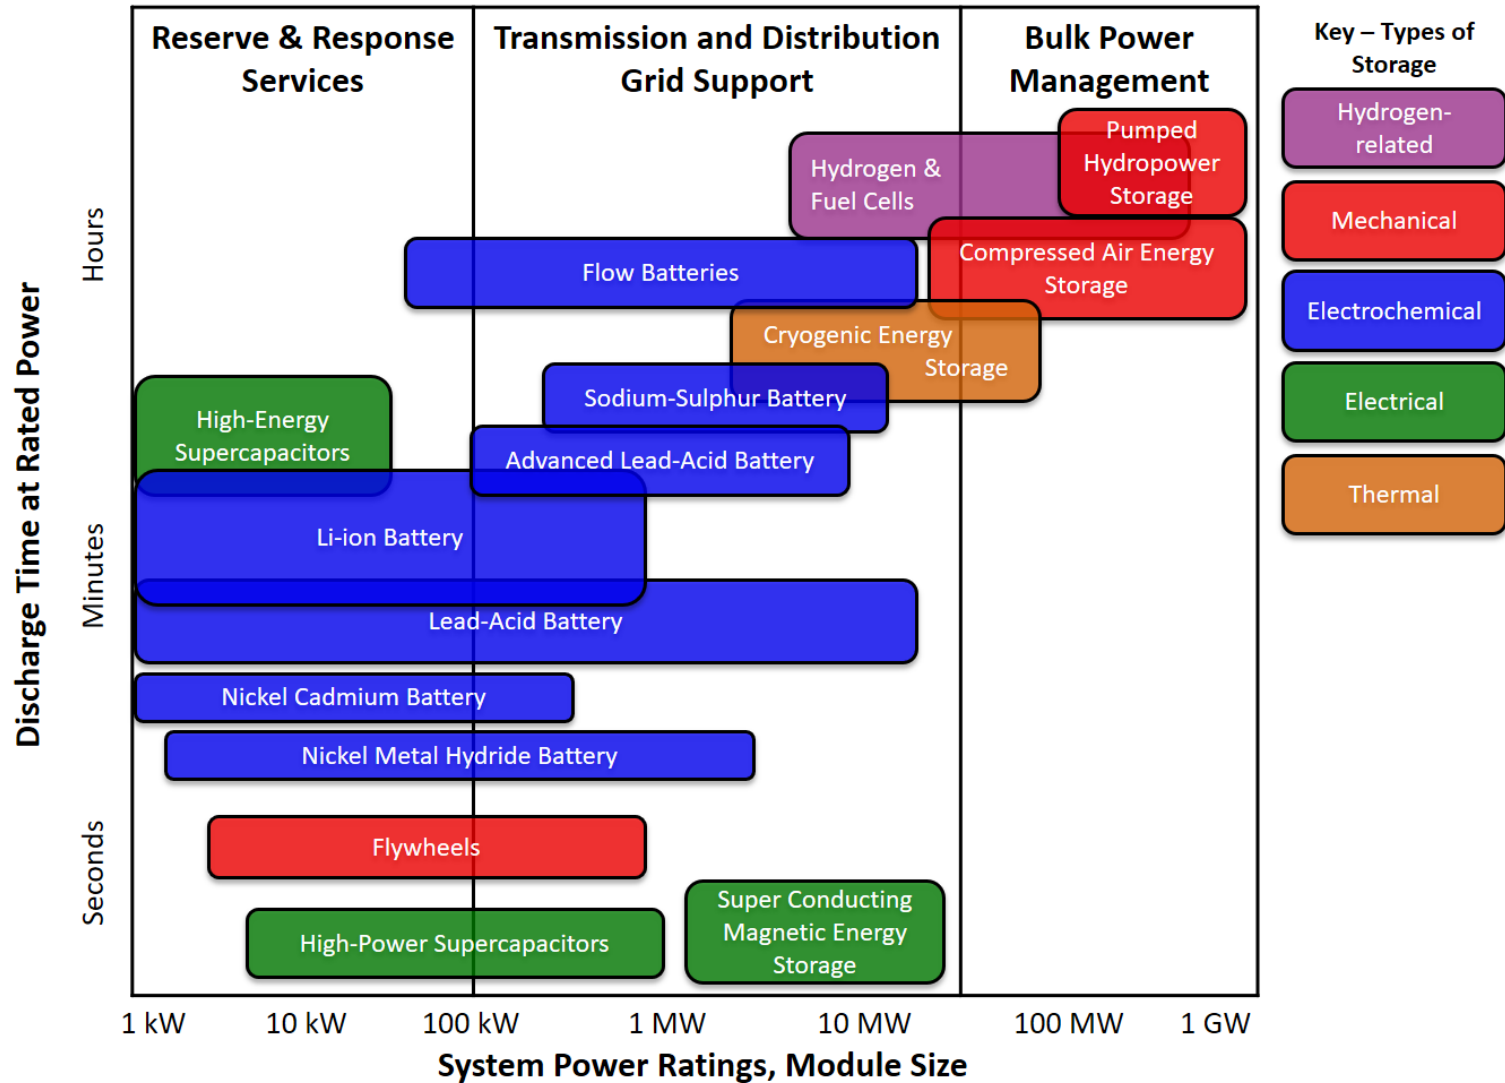 Reserve & Response
Services
Transmission and Distribution
Grid Support
Bulk Power
Management
Key – Types of
Storage
Hydrogen-
related
Mechanical
Electrochemical
Electrical
Thermal
Pumped
Hydropower
Storage
Hydrogen &
Fuel Cells
Compressed Air Energy
Storage
Flow Batteries
Cryogenic Energy
Storage
Sodium-Sulphur Battery
High-Energy
Supercapacitors
Advanced Lead-Acid Battery
Li-ion Battery
Lead-Acid Battery
Nickel Cadmium Battery
Nickel Metal Hydride Battery
Flywheels
High-Power Supercapacitors
Super Conducting
Magnetic Energy
Storage
Discharge Time at Rated Power
Hours
Minutes
Seconds
1 kW 10 kW 100 kW 1 MW 10 MW 100 MW 1 GW
System Power Ratings, Module Size